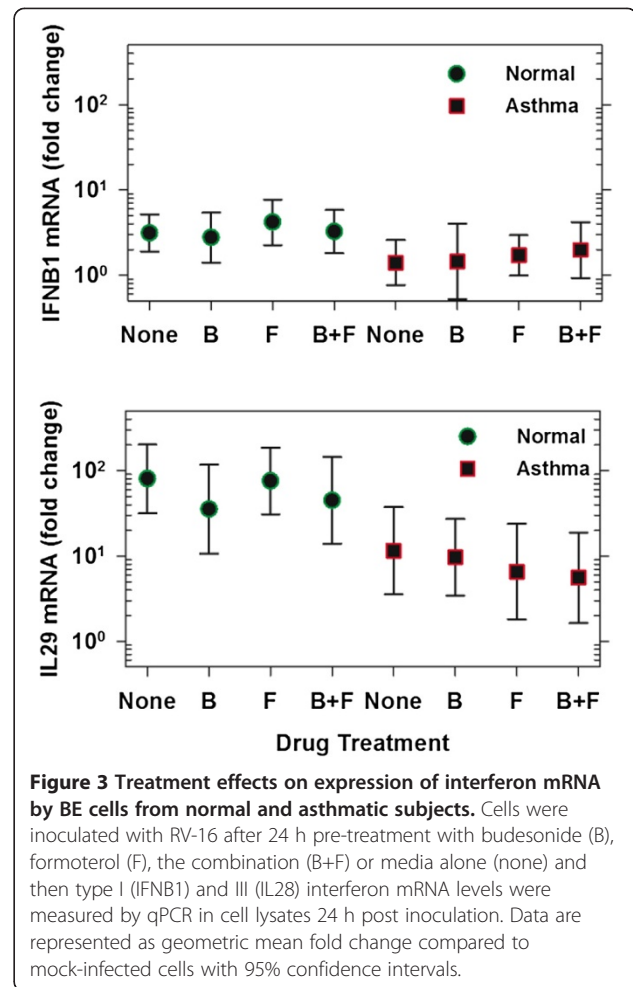 IFNB1 mRNA (fold change)
10²
10¹
10⁰
Normal
Asthma
None B F B+F None B F B+F
IL29 mRNA (fold change)
10²
10¹
10⁰
Normal
Asthma
None B F B+F None B F B+F
Drug Treatment
Figure 3 Treatment effects on expression of interferon mRNA
by BE cells from normal and asthmatic subjects. Cells were
inoculated with RV-16 after 24 h pre-treatment with budesonide (B),
formoterol (F), the combination (B+F) or media alone (none) and
then type I (IFNB1) and III (IL28) interferon mRNA levels were
measured by qPCR in cell lysates 24 h post inoculation. Data are
represented as geometric mean fold change compared to
mock-infected cells with 95% confidence intervals.